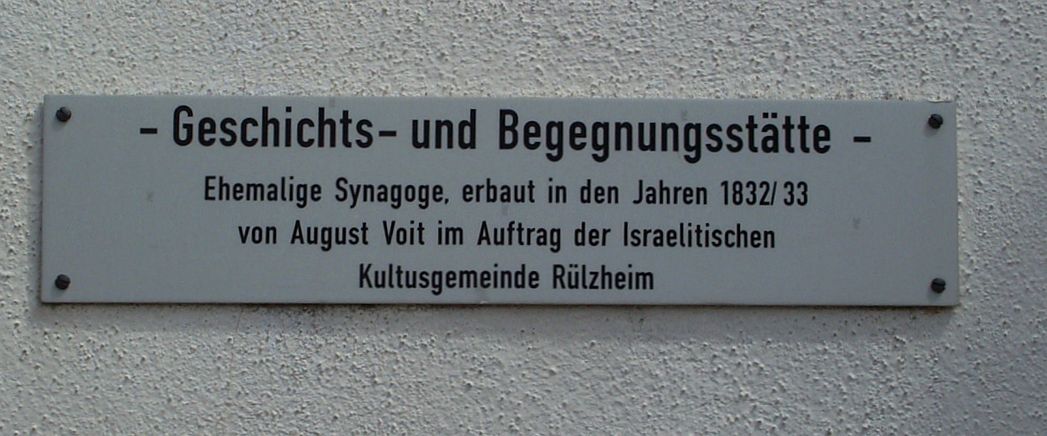 - Geschichts- und Begegnungsstätte -
Ehemalige Synagoge, erbaut in den Jahren 1832/33
von August Voit im Auftrag der Israelitischen
Kultusgemeinde Rülzheim